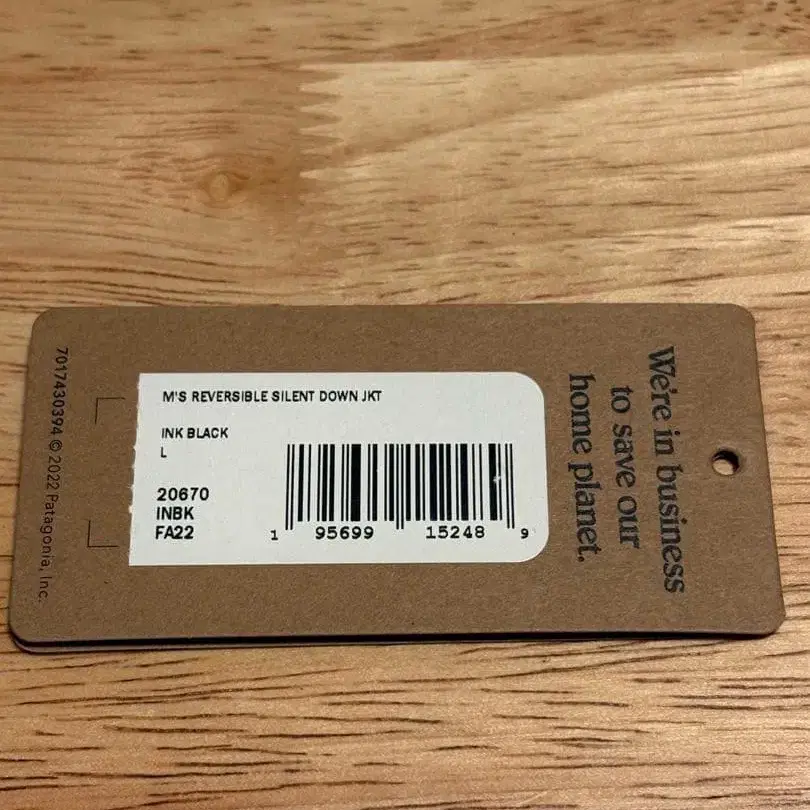 M'S REVERSIBLE SILENT DOWN JKT
INK BLACK
L
20670
INBK
FA22
1 95699 15248 9
We're in business
to save our
home planet.
7017430394 © 2022 Patagonia, Inc.